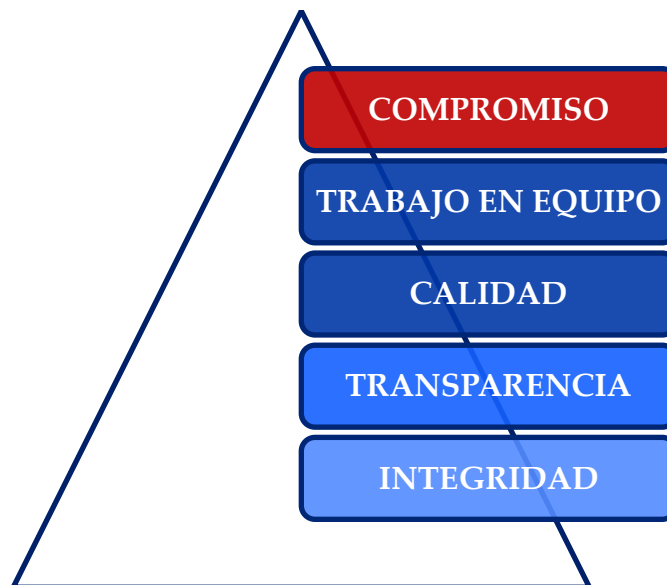 COMPROMISO
TRABAJO EN EQUIPO
CALIDAD
TRANSPARENCIA
INTEGRIDAD